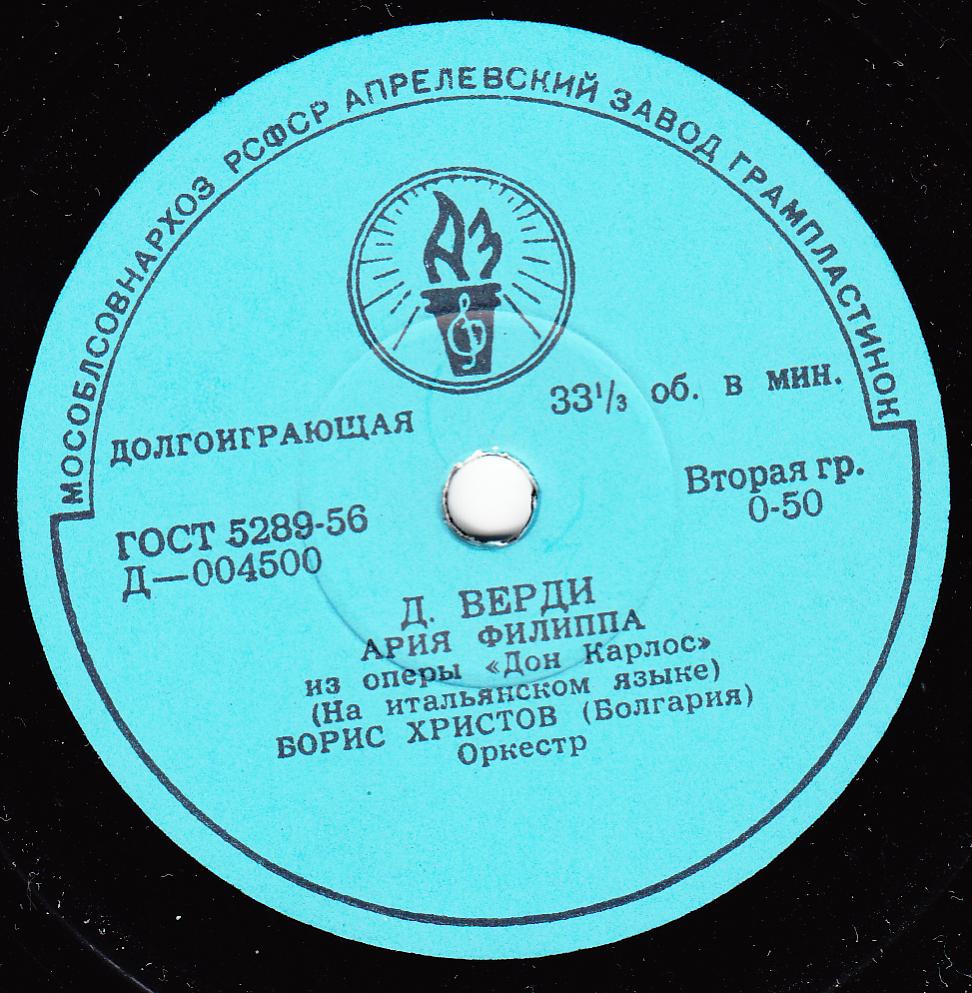 МОСОБЛСОВНАРХОЗ РСФСР АПРЕЛЕВСКИЙ ЗАВОД ГРАМПЛАСТИНОК
АЗ
ДОЛГОИГРАЮЩАЯ
33⅓ об. в мин.
ГОСТ 5289-56
Д—004500
Вторая гр.
0-50
Д. ВЕРДИ
АРИЯ ФИЛИППА
из оперы «Дон Карлос»
(На итальянском языке)
БОРИС ХРИСТОВ (Болгария)
Оркестр